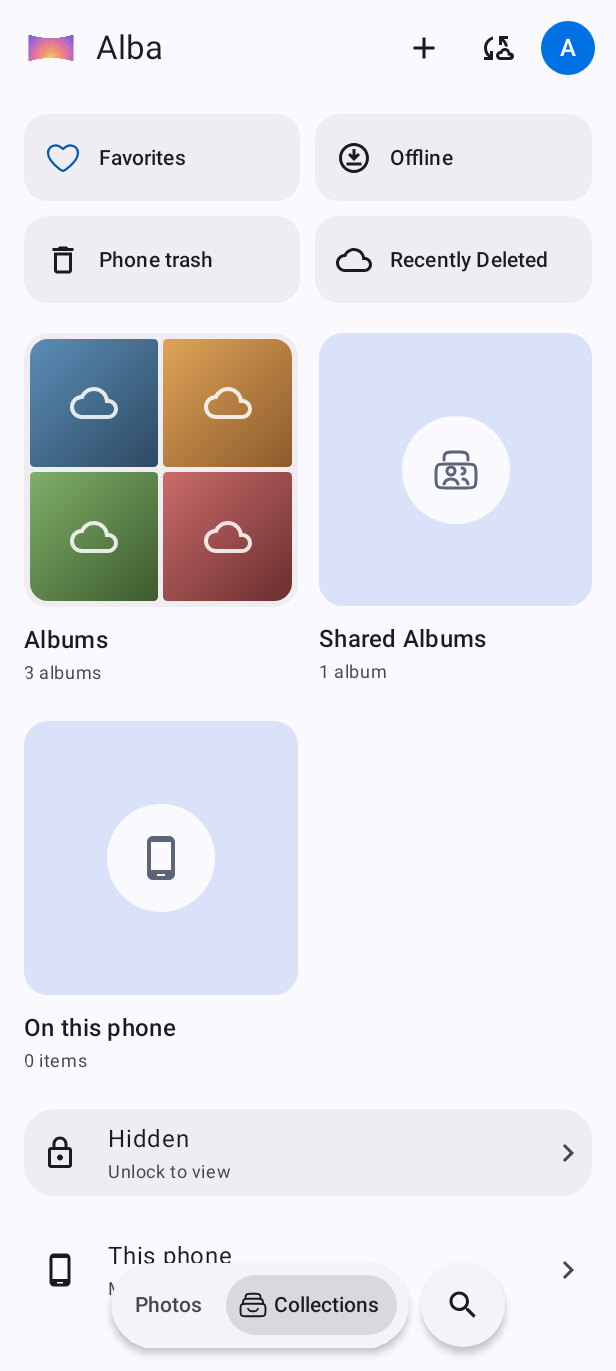 Alba
A
Favorites
Offline
Phone trash
Recently Deleted
Albums
3 albums
Shared Albums
1 album
On this phone
0 items
Hidden
Unlock to view
This phone
Photos
Collections